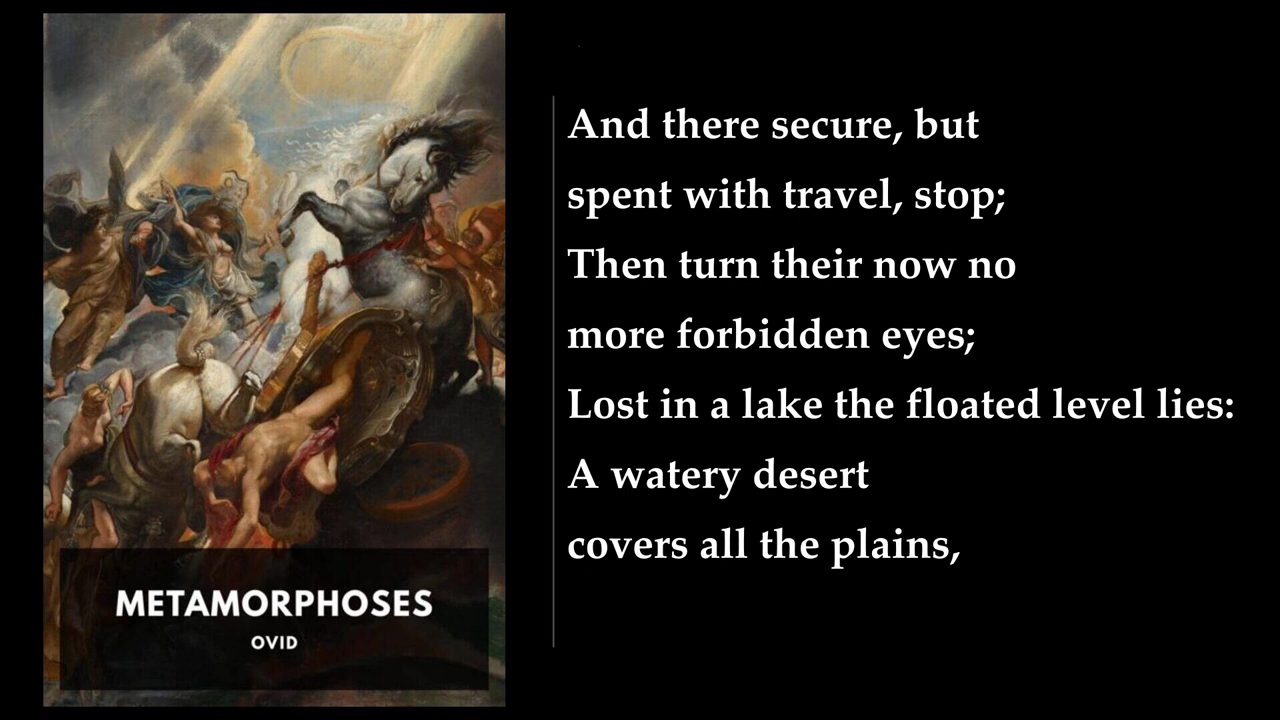 METAMORPHOSES
OVID
And there secure, but
spent with travel, stop;
Then turn their now no
more forbidden eyes;
Lost in a lake the floated level lies:
A watery desert
covers all the plains,